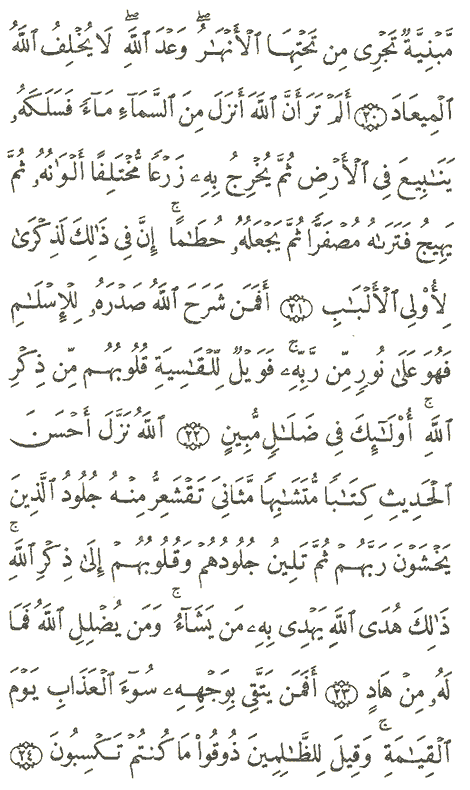 مَّبْنِيَّةٌ تَجْرِى مِن تَحْتِهَا ٱلْأَنْهَٰرُ ۖ وَعْدَ ٱللَّهِ ۖ لَا يُخْلِفُ ٱللَّهُ
ٱلْمِيعَادَ ٢٠ أَلَمْ تَرَ أَنَّ ٱللَّهَ أَنزَلَ مِنَ ٱلسَّمَآءِ مَآءً فَسَلَكَهُۥ
يَنَٰبِيعَ فِى ٱلْأَرْضِ ثُمَّ يُخْرِجُ بِهِۦ زَرْعًا مُّخْتَلِفًا أَلْوَٰنُهُۥ ثُمَّ
يَهِيجُ فَتَرَىٰهُ مُصْفَرًّا ثُمَّ يَجْعَلُهُۥ حُطَٰمًا ۚ إِنَّ فِى ذَٰلِكَ لَذِكْرَىٰ
لِأُو۟لِى ٱلْأَلْبَٰبِ ٢١ أَفَمَن شَرَحَ ٱللَّهُ صَدْرَهُۥ لِلْإِسْلَٰمِ
فَهُوَ عَلَىٰ نُورٍ مِّن رَّبِّهِۦ ۚ فَوَيْلٌ لِّلْقَٰسِيَةِ قُلُوبُهُم مِّن ذِكْرِ
ٱللَّهِ ۚ أُو۟لَٰٓئِكَ فِى ضَلَٰلٍ مُّبِينٍ ٢٢ ٱللَّهُ نَزَّلَ أَحْسَنَ
ٱلْحَدِيثِ كِتَٰبًا مُّتَشَٰبِهًا مَّثَانِىَ تَقْشَعِرُّ مِنْهُ جُلُودُ ٱلَّذِينَ
يَخْشَوْنَ رَبَّهُمْ ثُمَّ تَلِينُ جُلُودُهُمْ وَقُلُوبُهُمْ إِلَىٰ ذِكْرِ ٱللَّهِ ۚ
ذَٰلِكَ هُدَى ٱللَّهِ يَهْدِى بِهِۦ مَن يَشَآءُ ۚ وَمَن يُضْلِلِ ٱللَّهُ فَمَا
لَهُۥ مِنْ هَادٍ ٢٣ أَفَمَن يَتَّقِى بِوَجْهِهِۦ سُوٓءَ ٱلْعَذَابِ يَوْمَ
ٱلْقِيَٰمَةِ ۚ وَقِيلَ لِلظَّٰلِمِينَ ذُوقُوا۟ مَا كُنتُمْ تَكْسِبُونَ ٢٤